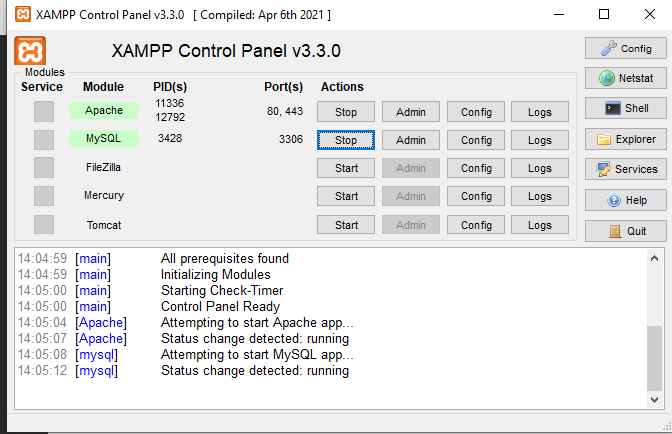 XAMPP Control Panel v3.3.0 [ Compiled: Apr 6th 2021 ]
XAMPP Control Panel v3.3.0
Config
Modules
Service Module PID(s) Port(s) Actions
Netstat
Apache 11336 12792 80, 443 Stop Admin Config Logs
Shell
MySQL 3428 3306 Stop Admin Config Logs
Explorer
FileZilla Start Admin Config Logs
Services
Mercury Start Admin Config Logs
Help
Tomcat Start Admin Config Logs
Quit
14:04:59 [main] All prerequisites found
14:04:59 [main] Initializing Modules
14:05:00 [main] Starting Check-Timer
14:05:00 [main] Control Panel Ready
14:05:04 [Apache] Attempting to start Apache app...
14:05:07 [Apache] Status change detected: running
14:05:08 [mysql] Attempting to start MySQL app...
14:05:12 [mysql] Status change detected: running